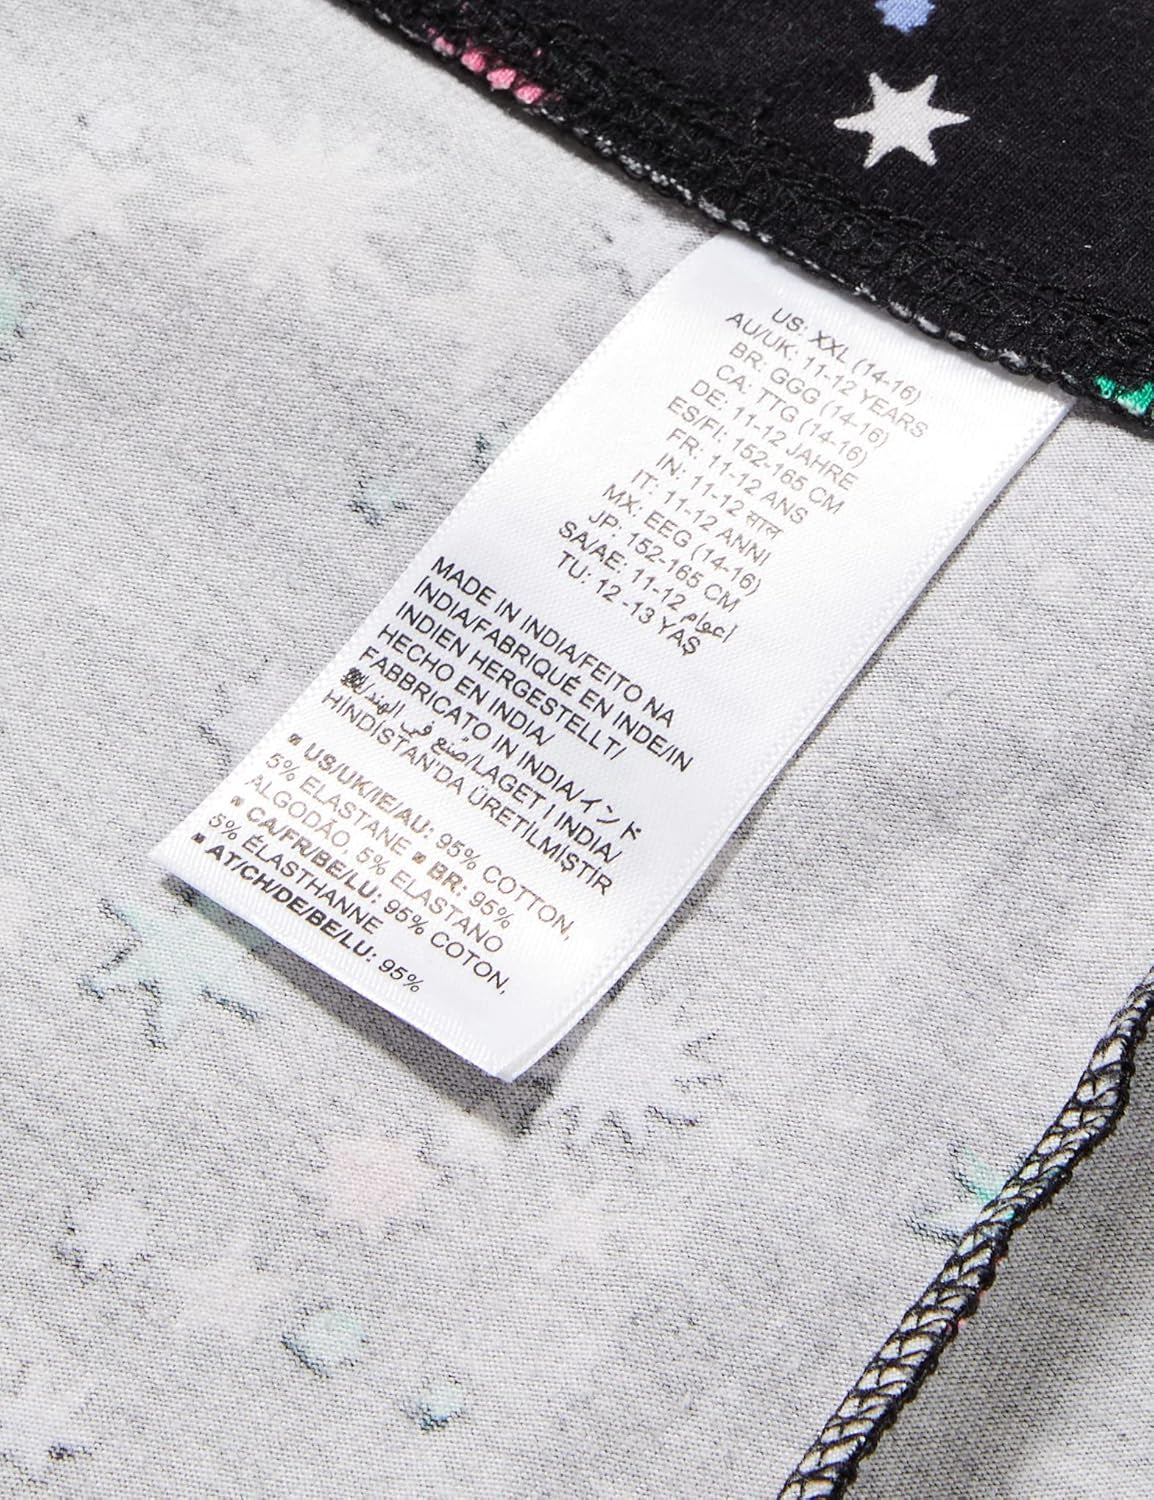 US: XXL (14-16)
AU/UK: 11-12 YEARS
BR: GGG (14-16)
CA: TTG (14-16)
DE: 11-12 JAHRE
ES/FI: 152-165 CM
FR: 11-12 ANS
IN: 11-12 साल
IT: 11-12 ANNI
MX: EEG (14-16)
JP: 152-165 CM
SA/AE: 11-12 أعوام
TU: 12 -13 YAŞ
MADE IN INDIA/FEITO NA
ÍNDIA/FABRIQUÉ EN INDE/IN
INDIEN HERGESTELLT/
HECHO EN INDIA/
FABBRICATO IN INDIA/インド
صنع في الهند/LAGET I INDIA/
HİNDİSTAN'DA ÜRETİLMİŞTİR
▪ US/UK/IE/AU: 95% COTTON,
5% ELASTANE ▪ BR: 95%
ALGODÃO, 5% ELASTANO
▪ CA/FR/BE/LU: 95% COTON,
5% ÉLASTHANNE
▪ AT/CH/DE/BE/LU: 95%